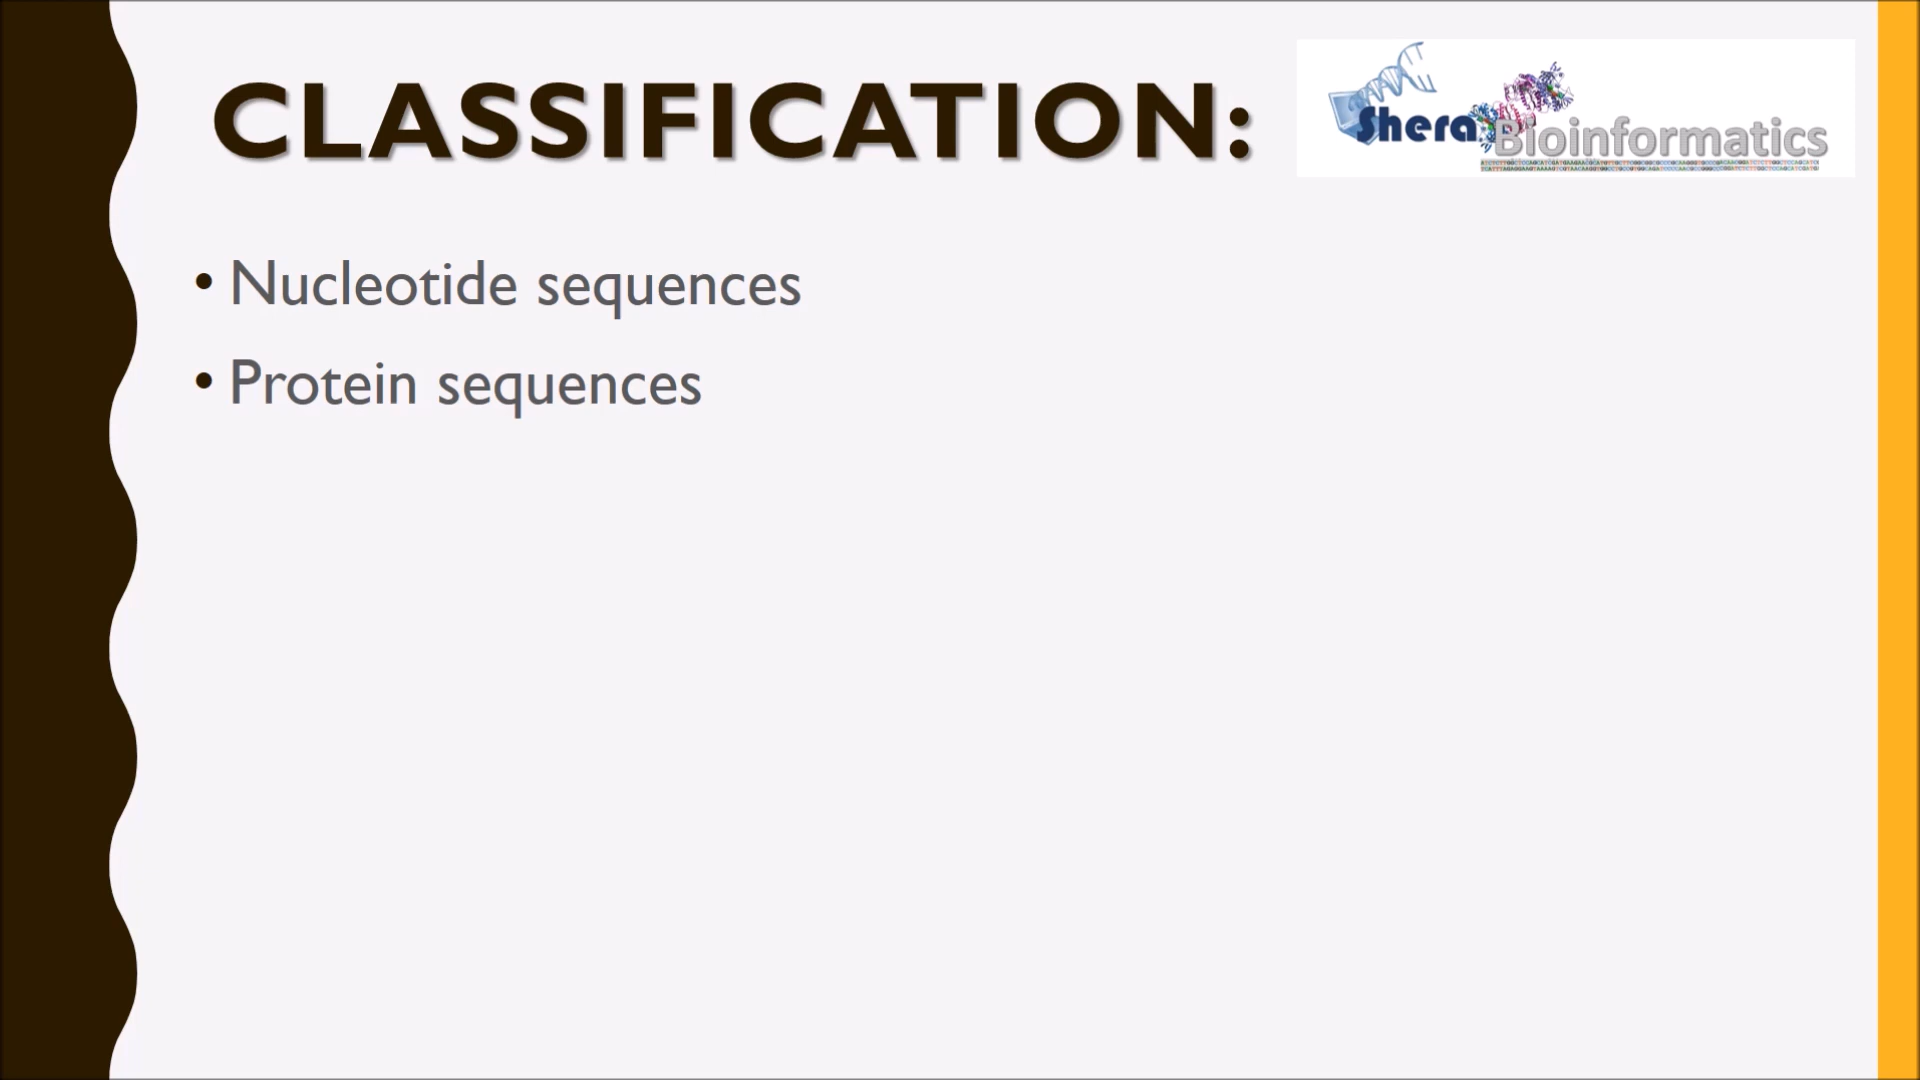 CLASSIFICATION:
Shera Bioinformatics
• Nucleotide sequences
• Protein sequences